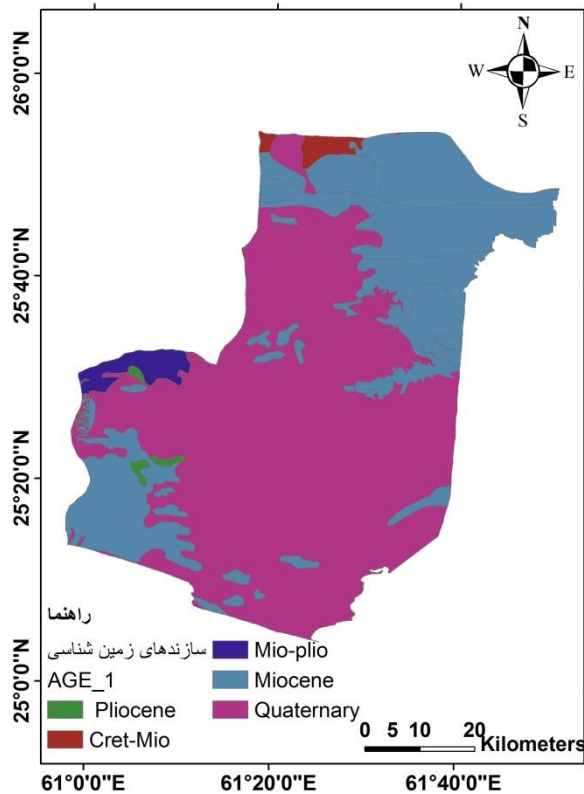 N
W E
S
26°0'0"N
25°40'0"N
25°20'0"N
25°0'0"N
راهنما
سازندهای زمین شناسی
AGE_1
Pliocene
Cret-Mio
Mio-plio
Miocene
Quaternary
0 5 10 20
Kilometers
61°0'0"E 61°20'0"E 61°40'0"E